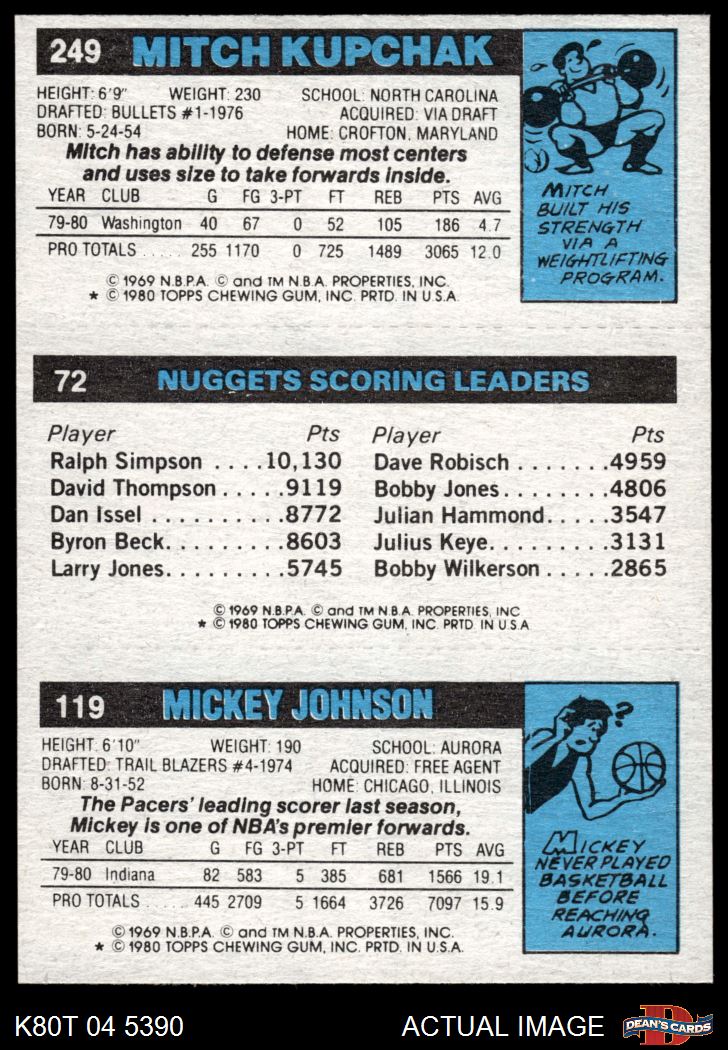 249 MITCH KUPCHAK
HEIGHT: 6'9" WEIGHT: 230 SCHOOL: NORTH CAROLINA
DRAFTED: BULLETS #1-1976 ACQUIRED: VIA DRAFT
BORN: 5-24-54 HOME: CROFTON, MARYLAND
Mitch has ability to defense most centers
and uses size to take forwards inside.
YEAR CLUB G FG 3-PT FT REB PTS AVG
79-80 Washington 40 67 0 52 105 186 4.7
PRO TOTALS ..... 255 1170 0 725 1489 3065 12.0
© 1969 N.B.P.A. © and TM N.B.A. PROPERTIES, INC.
* © 1980 TOPPS CHEWING GUM, INC. PRTD. IN U.S.A.
MITCH
BUILT HIS
STRENGTH
VIA A
WEIGHTLIFTING
PROGRAM.
72 NUGGETS SCORING LEADERS
Player Pts Player Pts
Ralph Simpson ....10,130 Dave Robisch.......4959
David Thompson.....9119 Bobby Jones........4806
Dan Issel .........8772 Julian Hammond.....3547
Byron Beck.........8603 Julius Keye.........3131
Larry Jones.........5745 Bobby Wilkerson.....2865
© 1969 N.B.P.A. © and TM N.B.A. PROPERTIES, INC
* © 1980 TOPPS CHEWING GUM, INC. PRTD. IN U.S.A
119 MICKEY JOHNSON
HEIGHT: 6'10" WEIGHT: 190 SCHOOL: AURORA
DRAFTED: TRAIL BLAZERS #4-1974 ACQUIRED: FREE AGENT
BORN: 8-31-52 HOME: CHICAGO, ILLINOIS
The Pacers' leading scorer last season,
Mickey is one of NBA's premier forwards.
YEAR CLUB G FG 3-PT FT REB PTS AVG
79-80 Indiana 82 583 5 385 681 1566 19.1
PRO TOTALS ..... 445 2709 5 1664 3726 7097 15.9
© 1969 N.B.P.A. © and TM N.B.A. PROPERTIES, INC.
* © 1980 TOPPS CHEWING GUM, INC. PRTD. IN U.S.A.
?
MICKEY
NEVER PLAYED
BASKETBALL
BEFORE
REACHING
AURORA.
K80T 04 5390 ACTUAL IMAGE D DEAN'S CARDS